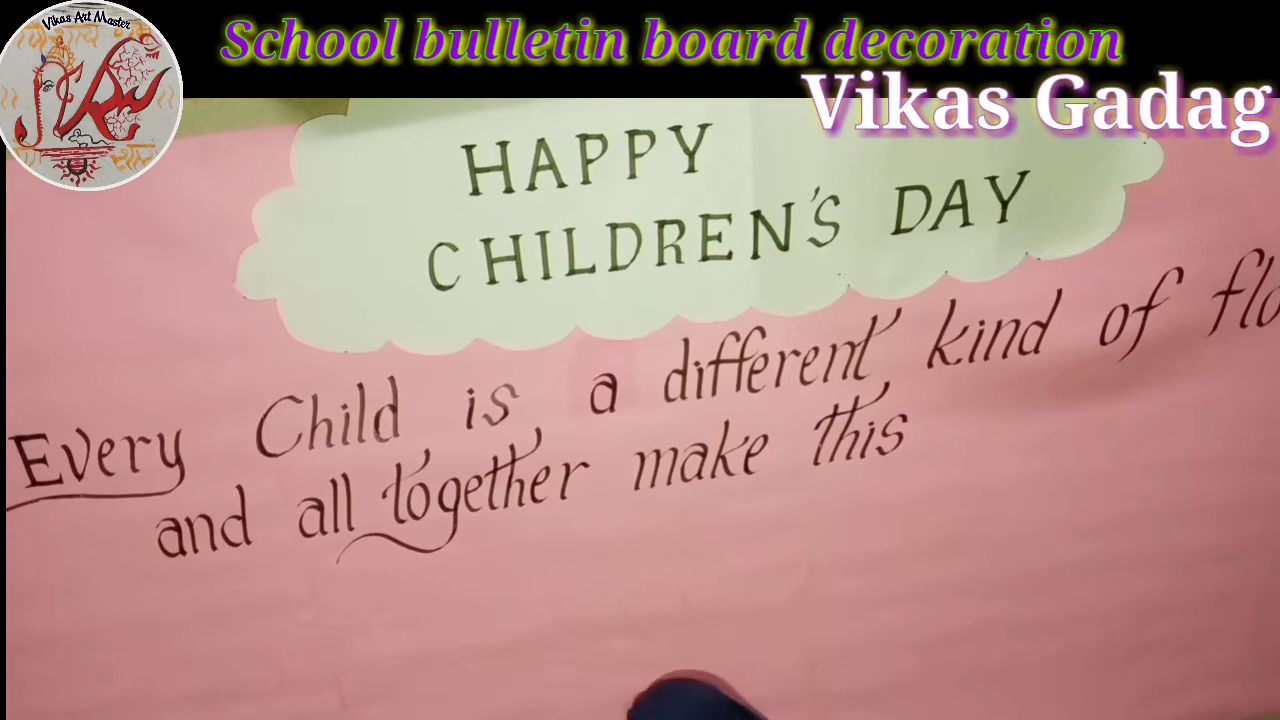 Vikas Art Master
School bulletin board decoration
Vikas Gadag
HAPPY
CHILDREN'S DAY
Every Child is a different kind of flo
and all together make this